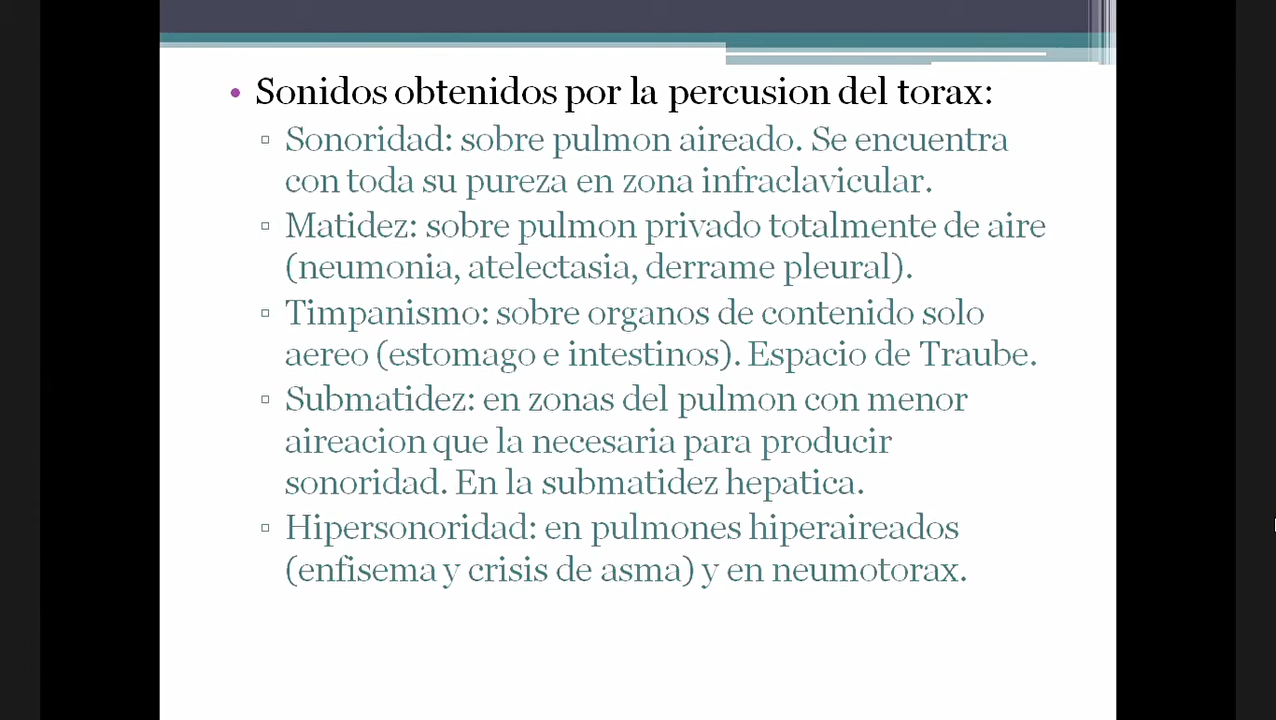 • Sonidos obtenidos por la percusion del torax:
▫ Sonoridad: sobre pulmon aireado. Se encuentra
con toda su pureza en zona infraclavicular.
▫ Matidez: sobre pulmon privado totalmente de aire
(neumonia, atelectasia, derrame pleural).
▫ Timpanismo: sobre organos de contenido solo
aereo (estomago e intestinos). Espacio de Traube.
▫ Submatidez: en zonas del pulmon con menor
aireacion que la necesaria para producir
sonoridad. En la submatidez hepatica.
▫ Hipersonoridad: en pulmones hiperaireados
(enfisema y crisis de asma) y en neumotorax.